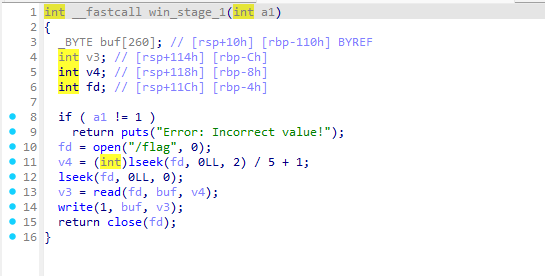 1 int __fastcall win_stage_1(int a1)
2 {
3 _BYTE buf[260]; // [rsp+10h] [rbp-110h] BYREF
4 int v3; // [rsp+114h] [rbp-Ch]
5 int v4; // [rsp+118h] [rbp-8h]
6 int fd; // [rsp+11Ch] [rbp-4h]
7
8 if ( a1 != 1 )
9 return puts("Error: Incorrect value!");
10 fd = open("/flag", 0);
11 v4 = (int)lseek(fd, 0LL, 2) / 5 + 1;
12 lseek(fd, 0LL, 0);
13 v3 = read(fd, buf, v4);
14 write(1, buf, v3);
15 return close(fd);
16 }